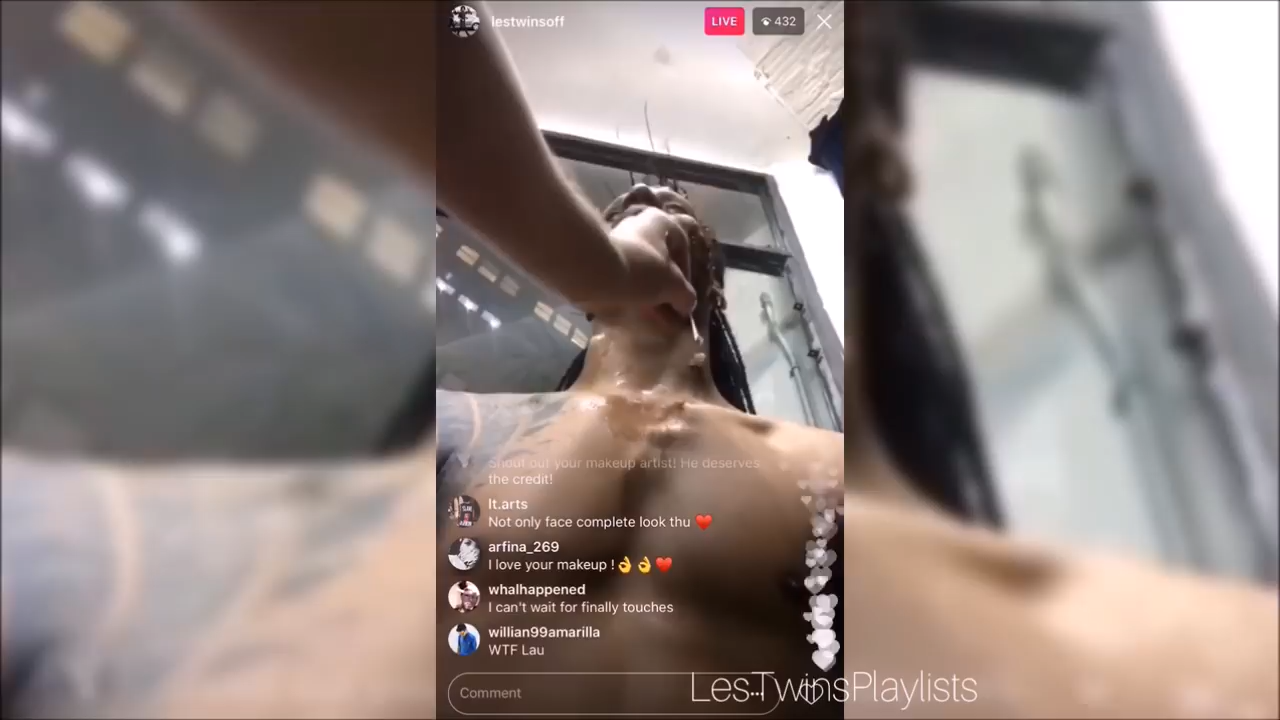 lestwinsoff
LIVE
432
Shout out your makeup artist! He deserves
the credit!
lt.arts
Not only face complete look thu ❤️
arfina_269
I love your makeup !👌👌❤️
whalhappened
I can't wait for finally touches
willian99amarilla
WTF Lau
Comment
LesTwinsPlaylists